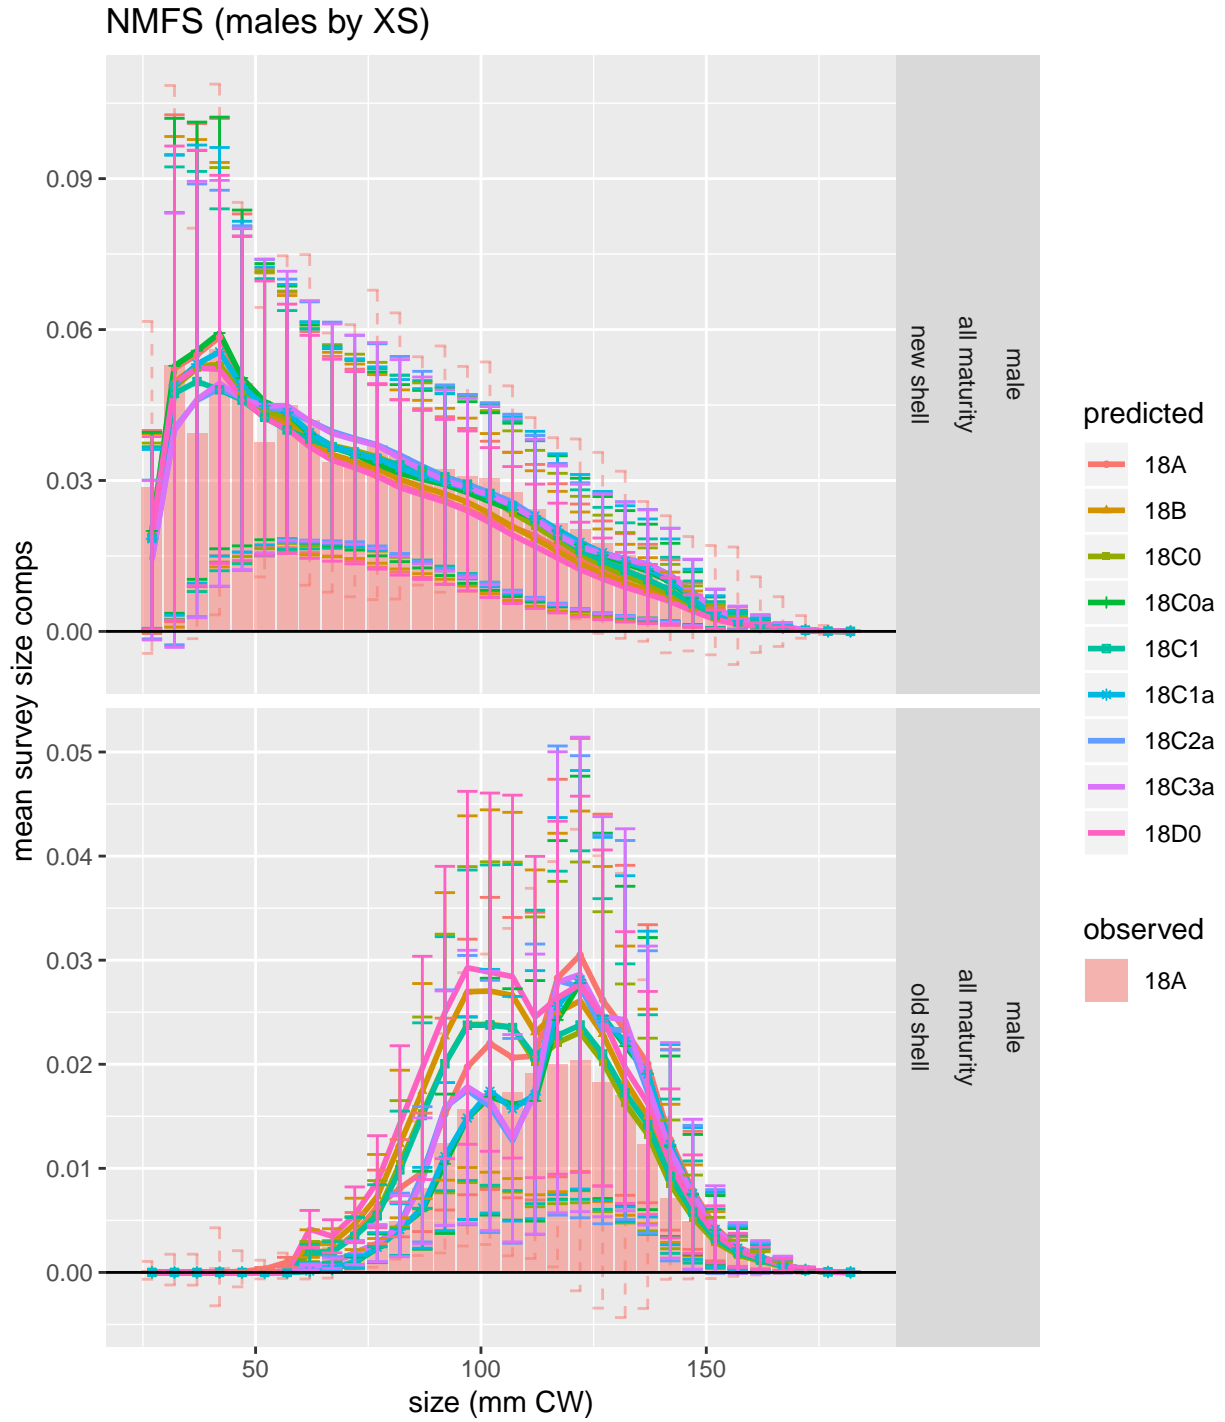 NMFS (males by XS)
mean survey size comps
0.09
0.06
0.03
0.00
male
all maturity
new shell
0.05
0.04
0.03
0.02
0.01
0.00
male
all maturity
old shell
50
100
150
size (mm CW)
predicted
18A
18B
18C0
18C0a
18C1
18C1a
18C2a
18C3a
18D0
observed
18A